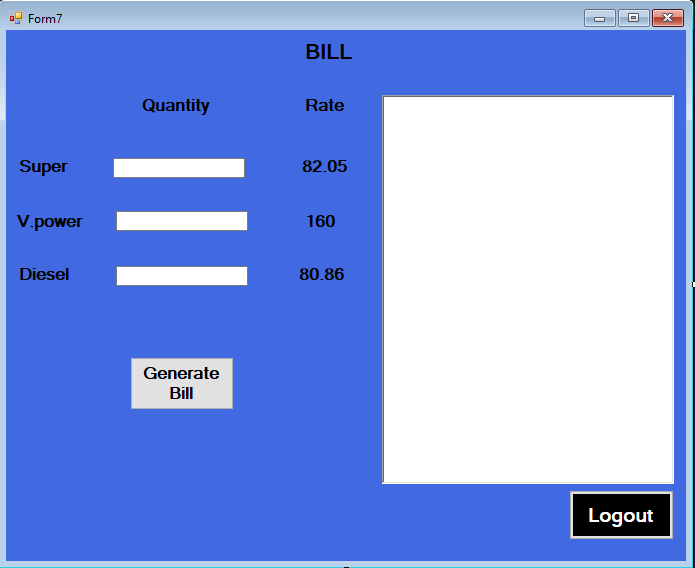 Form7
BILL
Quantity Rate
Super 82.05
V.power 160
Diesel 80.86
Generate
Bill
Logout